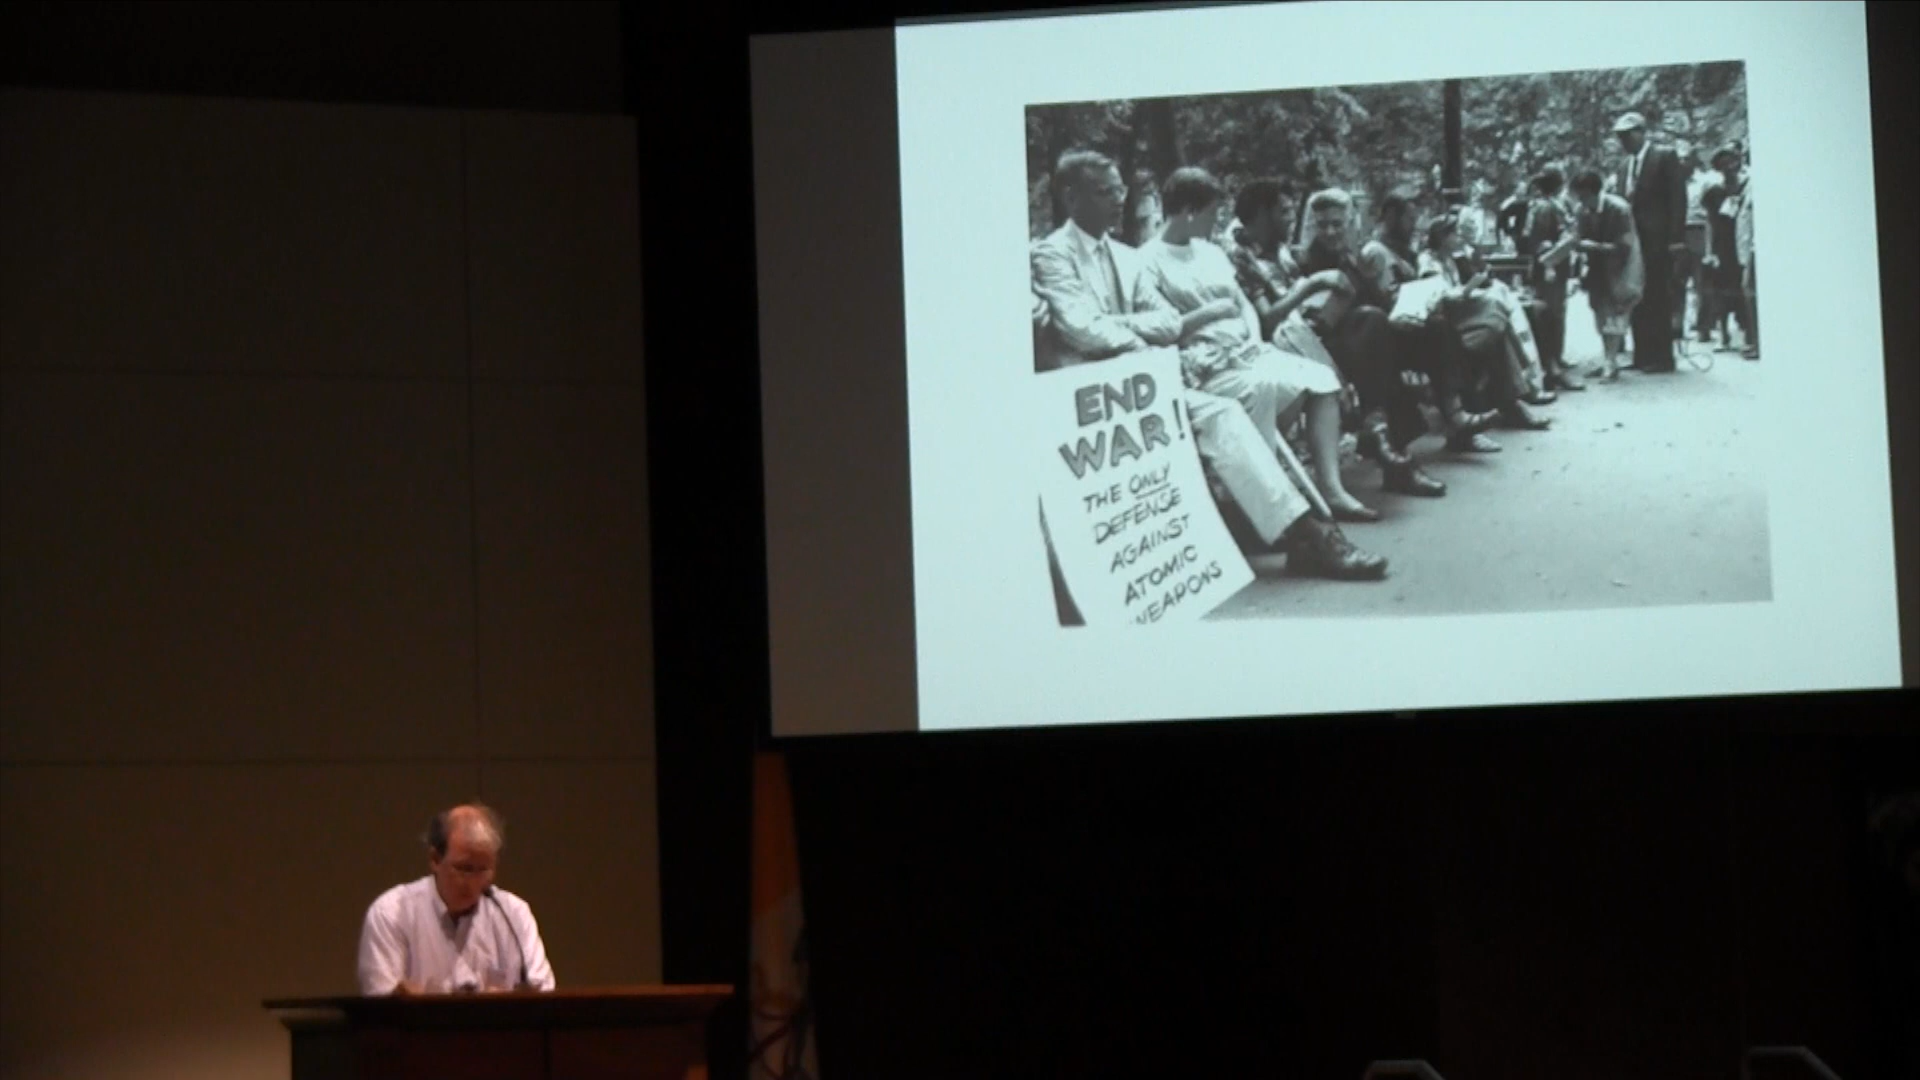 END
WAR!
THE ONLY
DEFENSE
AGAINST
ATOMIC
WEAPONS